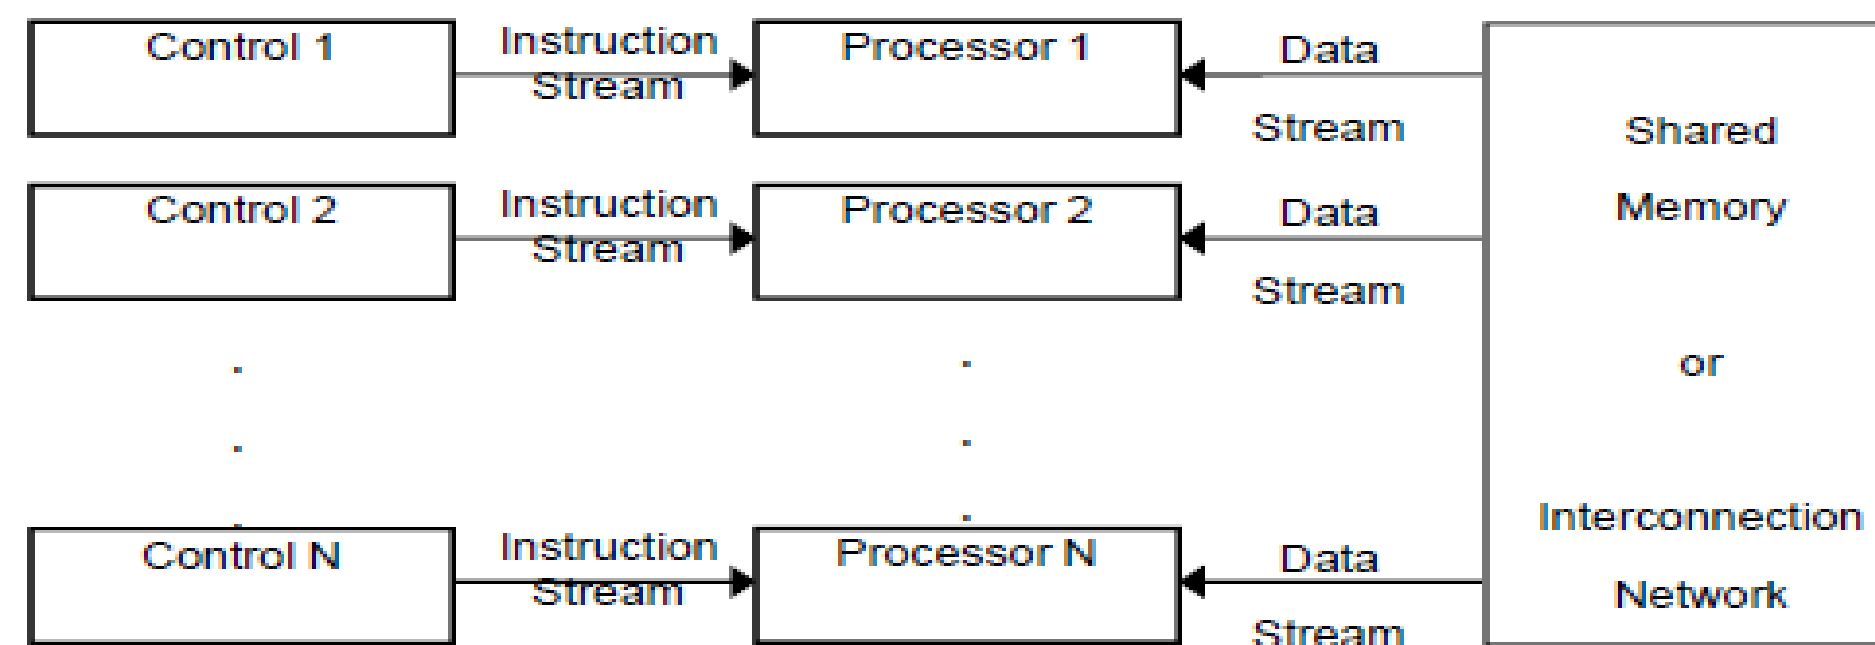 Control 1
Instruction
Stream
Processor 1
Data
Stream
Control 2
Instruction
Stream
Processor 2
Data
Stream
Control N
Instruction
Stream
Processor N
Data
Stream
Shared
Memory
or
Interconnection
Network